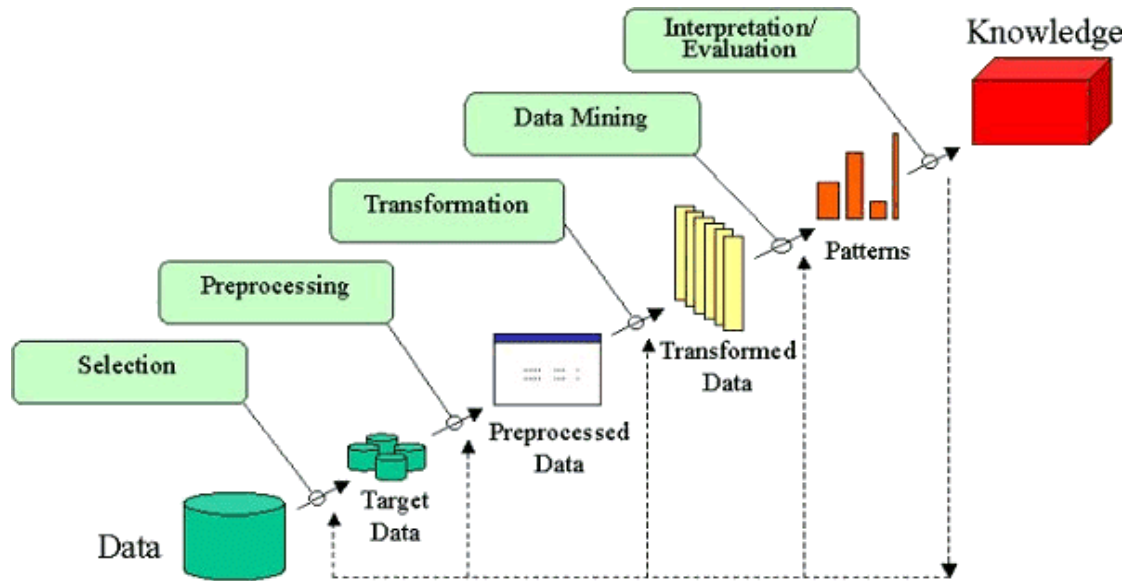 Interpretation/
Evaluation
Knowledge
Data Mining
Transformation
Patterns
Preprocessing
Transformed
Data
Selection
Preprocessed
Data
Target
Data
Data